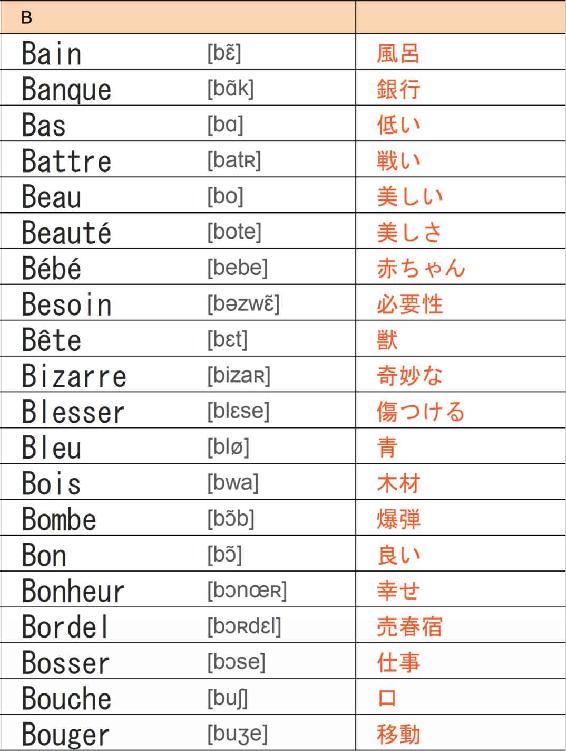 B
Bain [bɛ̃] 風呂
Banque [bɑ̃k] 銀行
Bas [bɑ] 低い
Battre [batʀ] 戦い
Beau [bo] 美しい
Beauté [bote] 美しさ
Bébé [bebe] 赤ちゃん
Besoin [bəzwɛ̃] 必要性
Bête [bɛt] 獣
Bizarre [bizaʀ] 奇妙な
Blesser [blɛse] 傷つける
Bleu [blø] 青
Bois [bwa] 木材
Bombe [bɔ̃b] 爆弾
Bon [bɔ̃] 良い
Bonheur [bɔnœʀ] 幸せ
Bordel [bɔʀdɛl] 売春宿
Bosser [bɔse] 仕事
Bouche [buʃ] 口
Bouger [buʒe] 移動